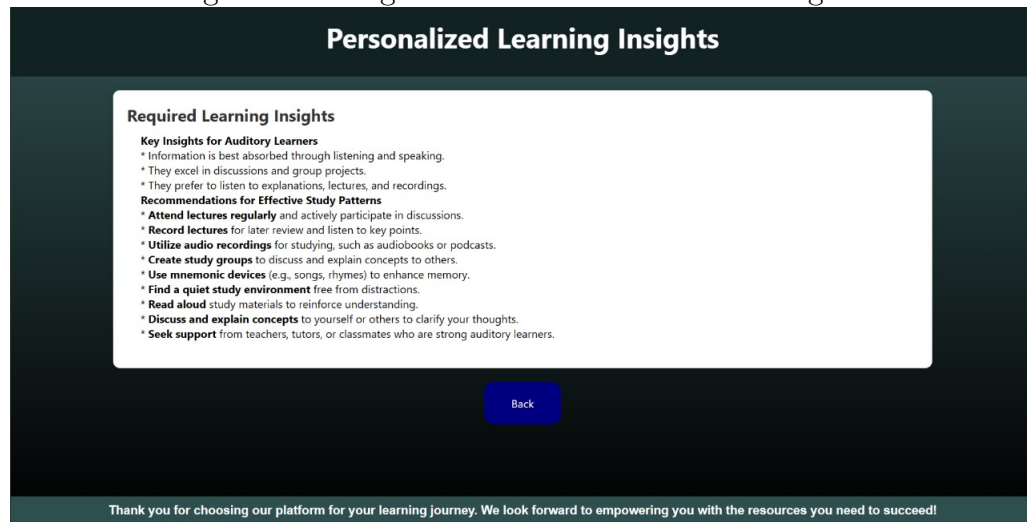 Personalized Learning Insights
Required Learning Insights
Key Insights for Auditory Learners
* Information is best absorbed through listening and speaking.
* They excel in discussions and group projects.
* They prefer to listen to explanations, lectures, and recordings.
Recommendations for Effective Study Patterns
* Attend lectures regularly and actively participate in discussions.
* Record lectures for later review and listen to key points.
* Utilize audio recordings for studying, such as audiobooks or podcasts.
* Create study groups to discuss and explain concepts to others.
* Use mnemonic devices (e.g., songs, rhymes) to enhance memory.
* Find a quiet study environment free from distractions.
* Read aloud study materials to reinforce understanding.
* Discuss and explain concepts to yourself or others to clarify your thoughts.
* Seek support from teachers, tutors, or classmates who are strong auditory learners.
Back
Thank you for choosing our platform for your learning journey. We look forward to empowering you with the resources you need to succeed!